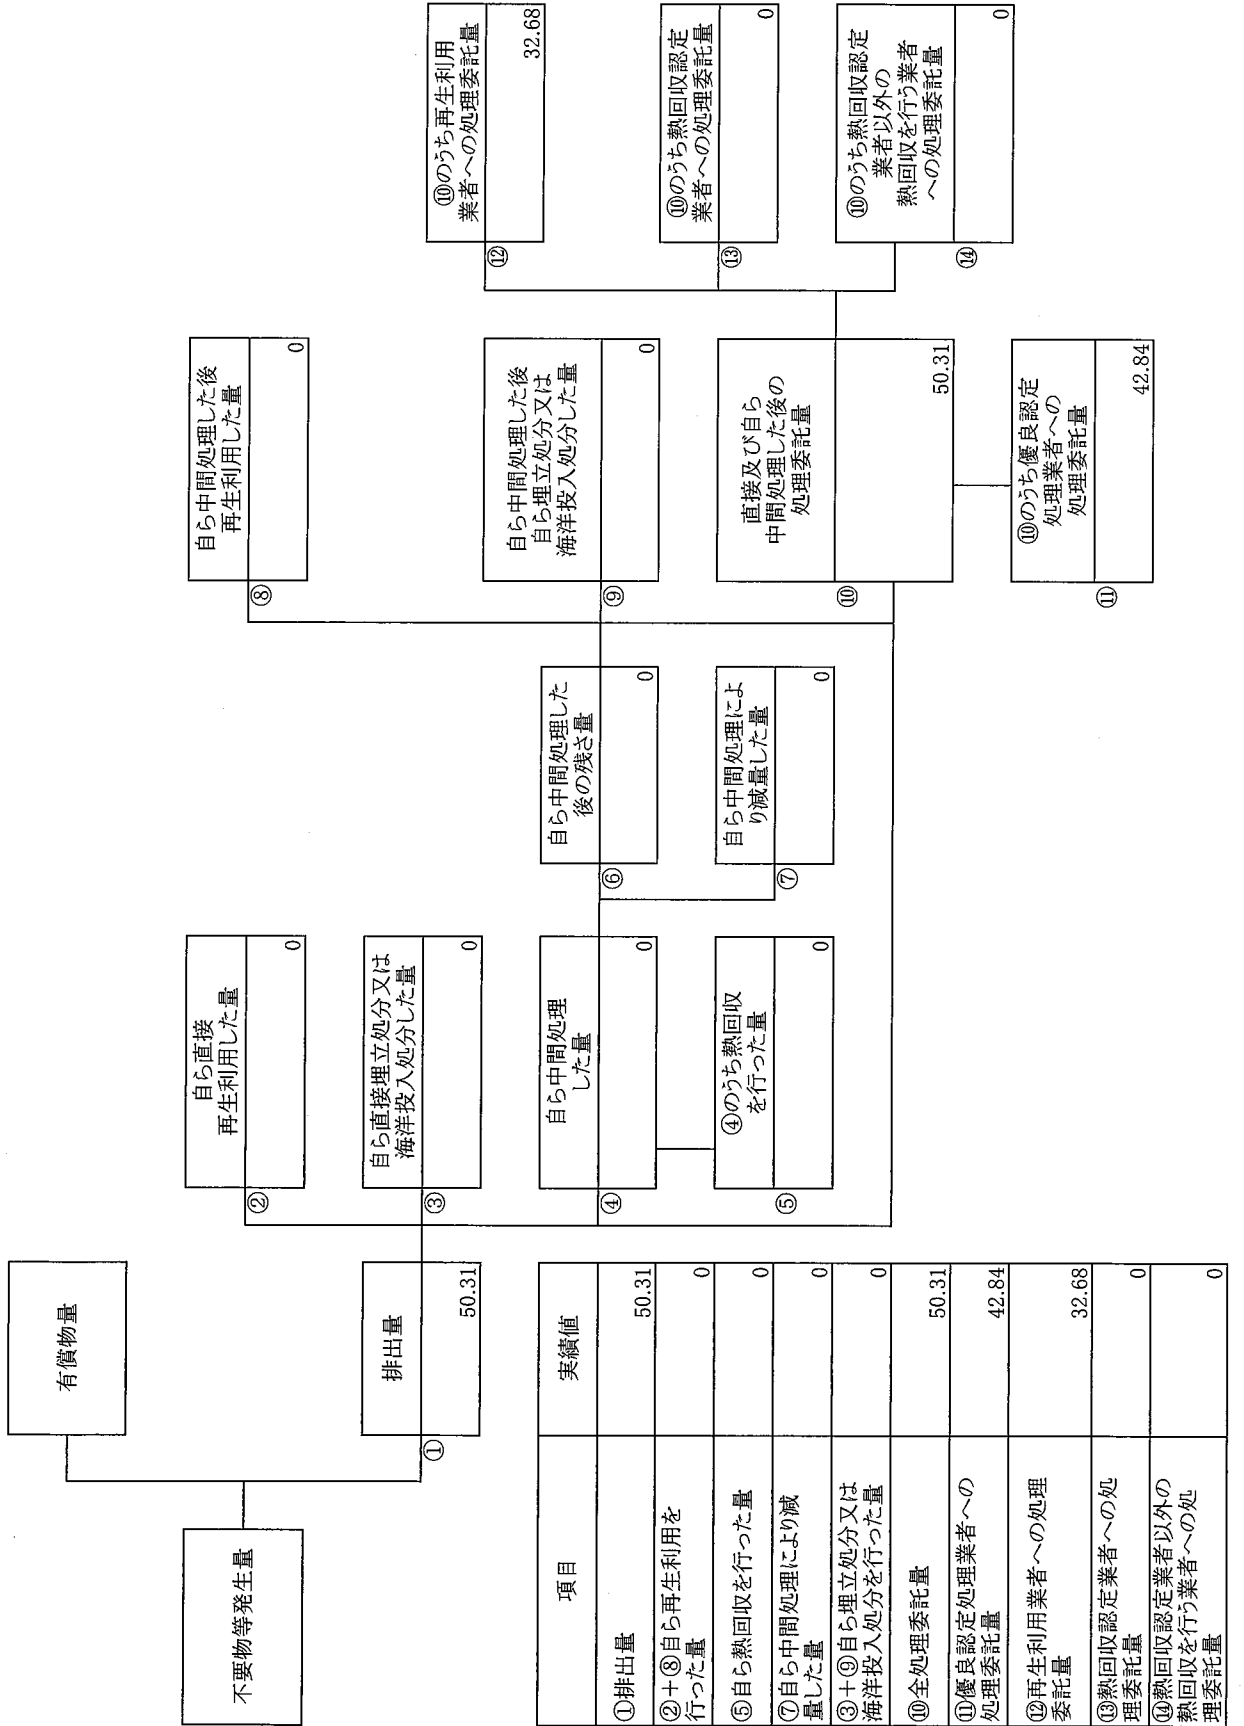 不要物等発生量
有償物量
①
排出量
50.31
②
自ら直接
再生利用した量
0
③
自ら直接埋立処分又は
海洋投入処分した量
0
④
自ら中間処理
した量
0
⑤
④のうち熱回収
を行った量
0
⑥
自ら中間処理した
後の残さ量
0
⑦
自ら中間処理によ
り減量した量
0
⑧
自ら中間処理した後
再生利用した量
0
⑨
自ら中間処理した後
自ら埋立処分又は
海洋投入処分した量
0
⑩
直接及び自ら
中間処理した後の
処理委託量
50.31
⑪
⑩のうち優良認定
処理業者への
処理委託量
42.84
⑫
⑩のうち再生利用
業者への処理委託量
32.68
⑬
⑩のうち熱回収認定
業者への処理委託量
0
⑭
⑩のうち熱回収認定
業者以外の
熱回収を行う業者
への処理委託量
0
項目 実績値
①排出量 50.31
②＋⑧自ら再生利用を
行った量 0
⑤自ら熱回収を行った量 0
⑦自ら中間処理により減
量した量 0
③＋⑨自ら埋立処分又は
海洋投入処分を行った量 0
⑩全処理委託量 50.31
⑪優良認定処理業者への
処理委託量 42.84
⑫再生利用業者への処理
委託量 32.68
⑬熱回収認定業者への処
理委託量 0
⑭熱回収認定業者以外の
熱回収を行う業者への処
理委託量 0